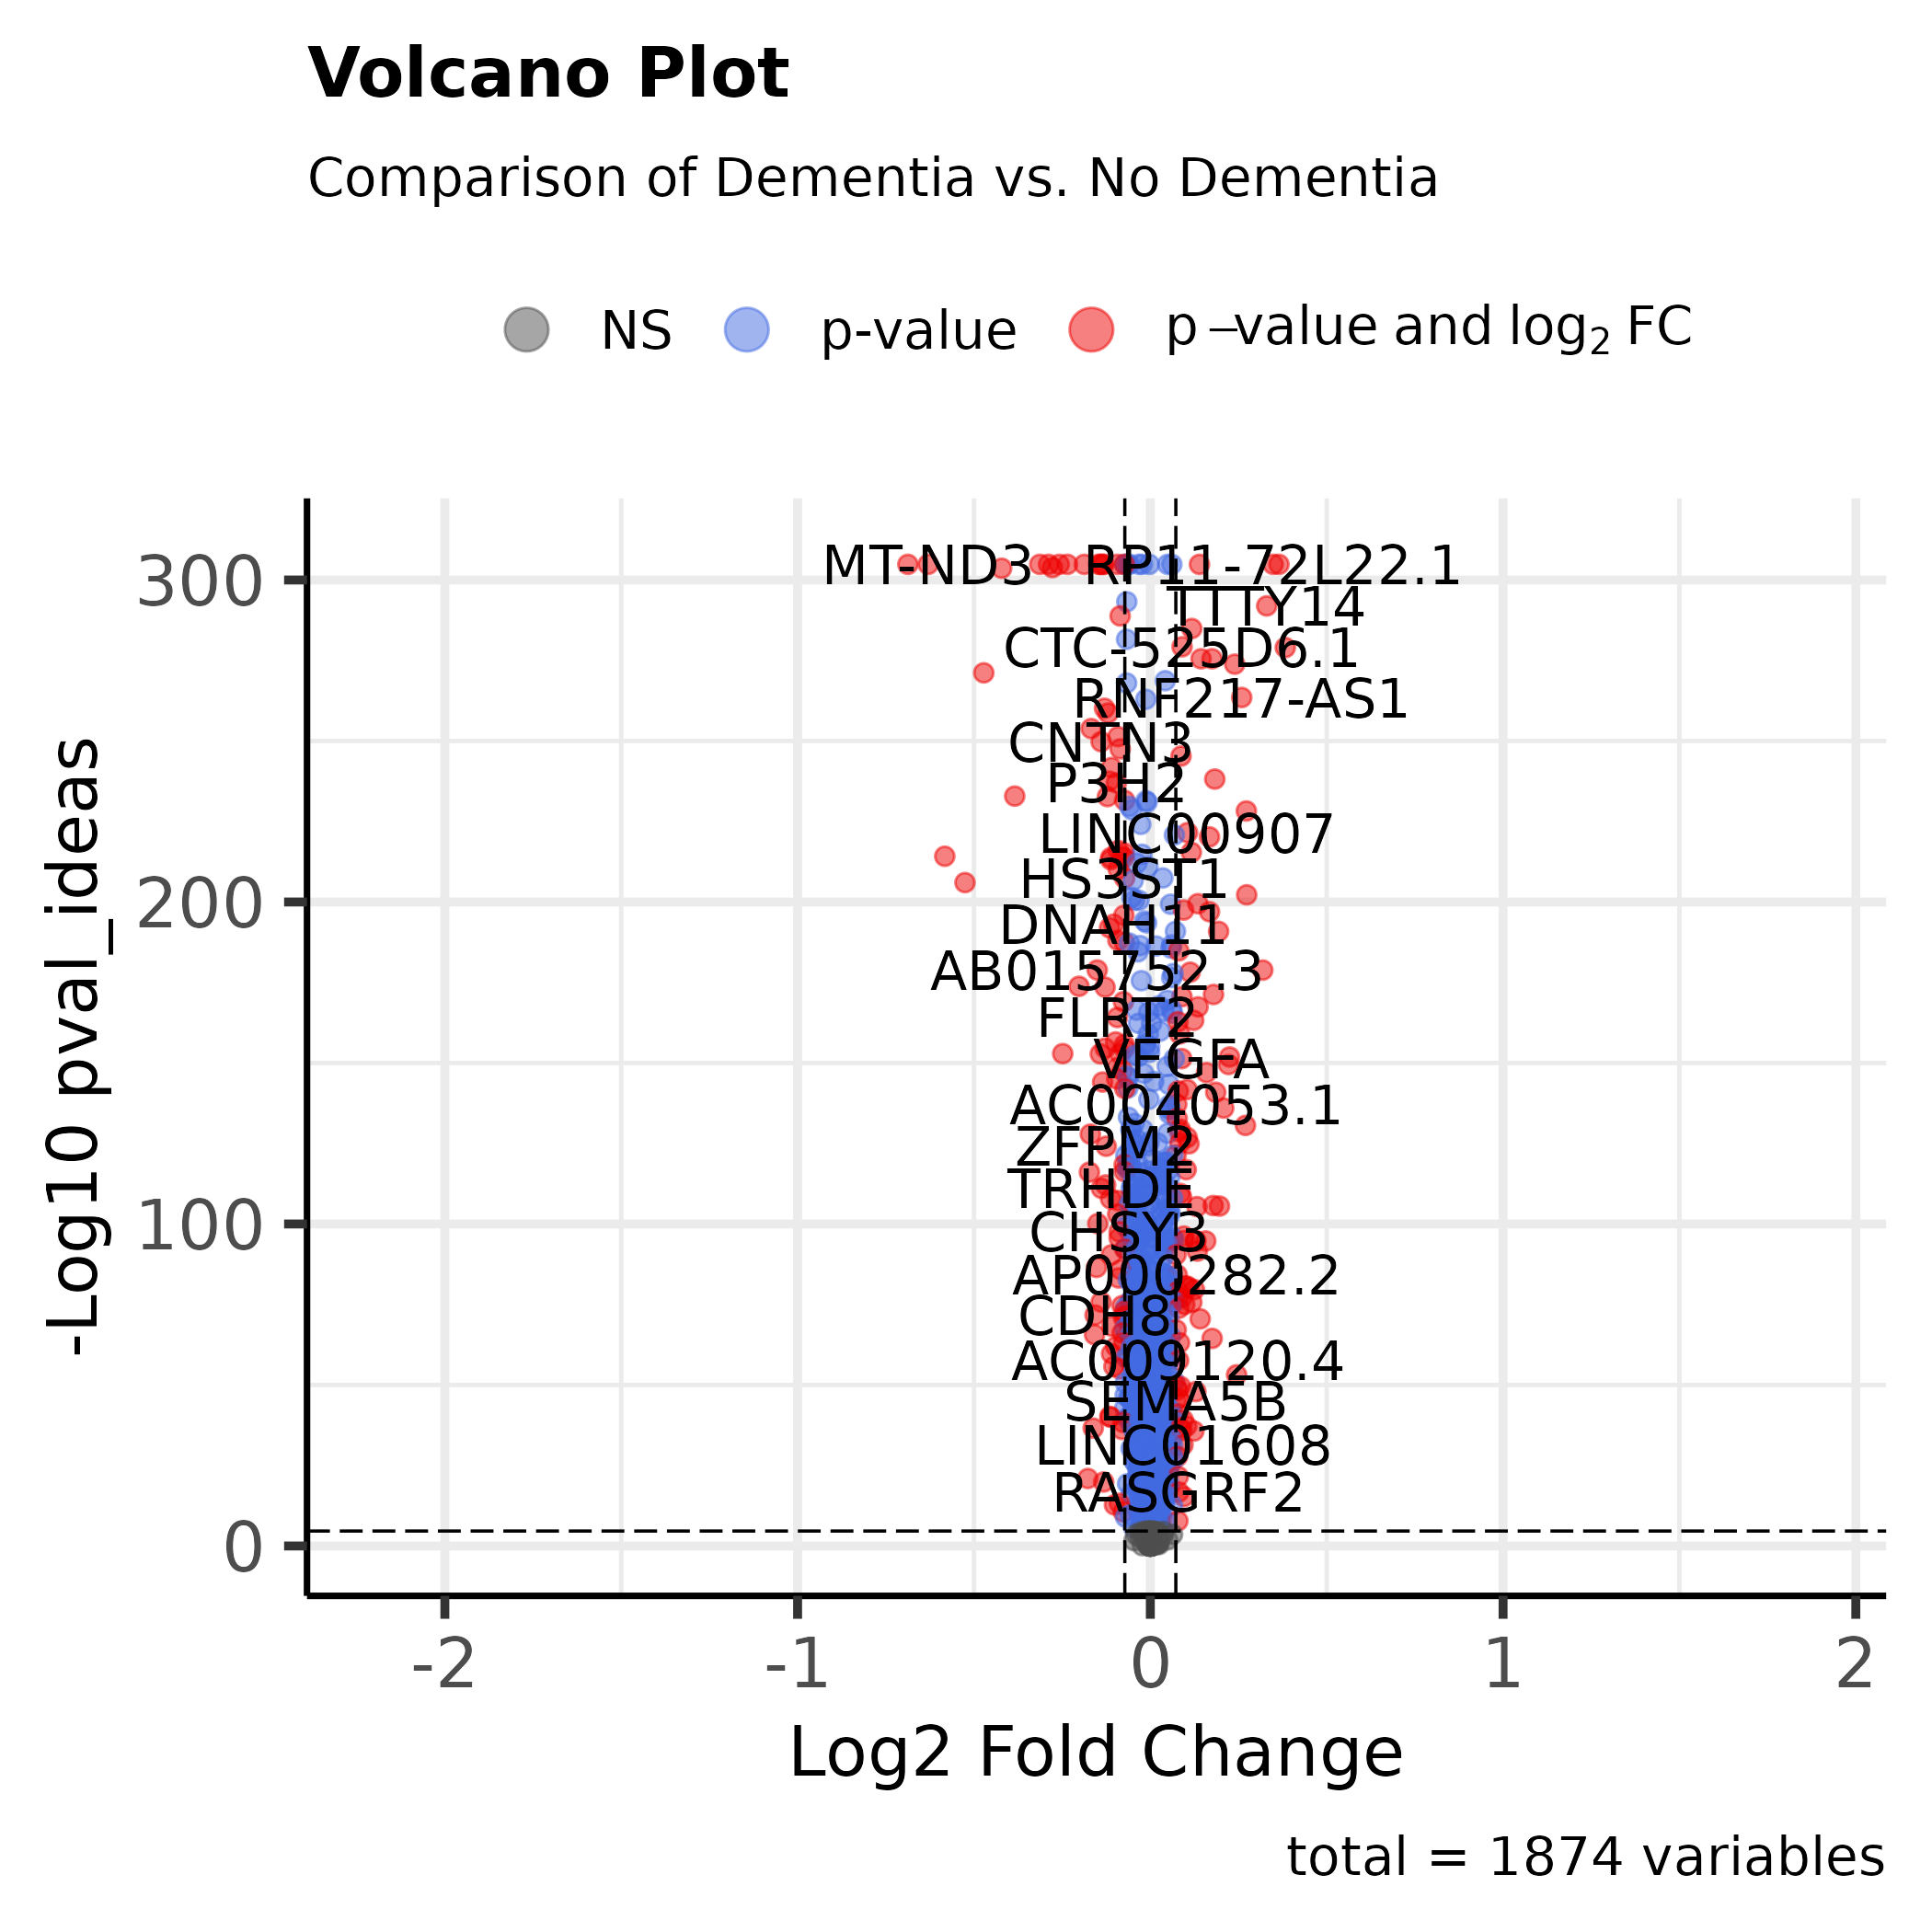 Volcano Plot
Comparison of Dementia vs. No Dementia
NS p-value p–value and log2 FC
-Log10 pval_ideas
300
200
100
0
MT-ND3 RP11-72L22.1
TTTY14
CTC-525D6.1
RNF217-AS1
CNTN3
P3H2
LINC00907
HS3ST1
DNAH11
AB015752.3
FLRT2
VEGFA
AC004053.1
ZFPM2
TRHDE
CHSY3
AP000282.2
CDH8
AC009120.4
SEMA5B
LINC01608
RASGRF2
-2 -1 0 1 2
Log2 Fold Change
total = 1874 variables